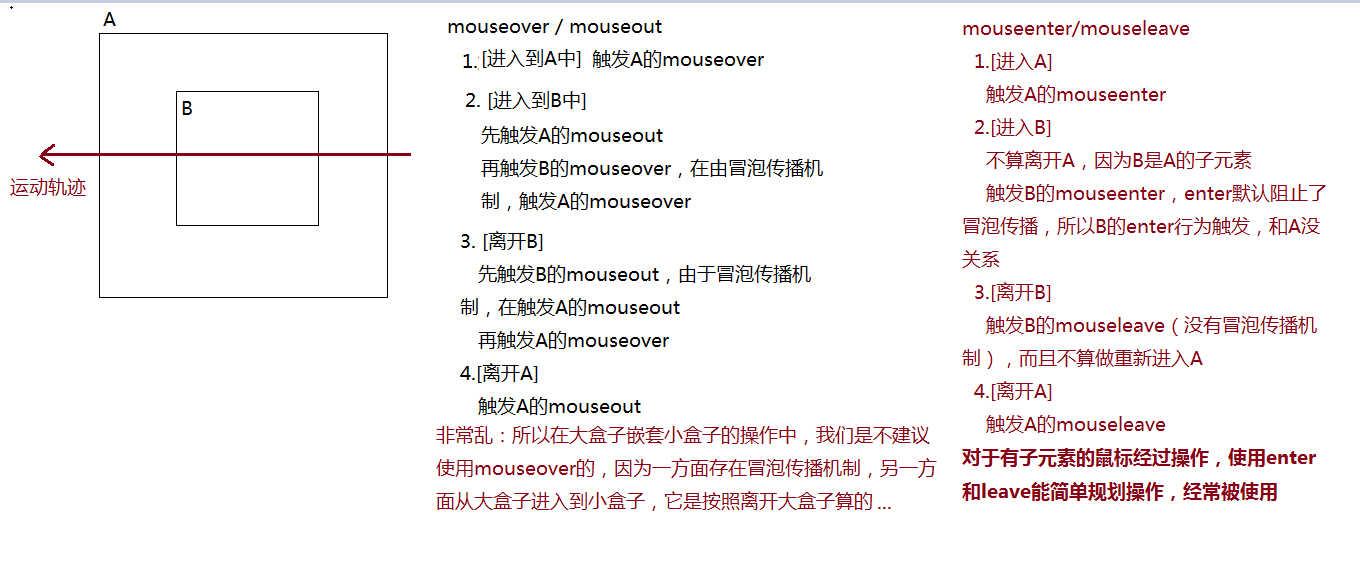 A
B
运动轨迹
mouseover / mouseout
1.[进入到A中] 触发A的mouseover
2. [进入到B中]
先触发A的mouseout
再触发B的mouseover，在由冒泡传播机
制，触发A的mouseover
3. [离开B]
先触发B的mouseout，由于冒泡传播机
制，在触发A的mouseout
再触发A的mouseover
4.[离开A]
触发A的mouseout
非常乱：所以在大盒子嵌套小盒子的操作中，我们是不建议
使用mouseover的，因为一方面存在冒泡传播机制，另一方
面从大盒子进入到小盒子，它是按照离开大盒子算的 ...
mouseenter/mouseleave
1.[进入A]
触发A的mouseenter
2.[进入B]
不算离开A，因为B是A的子元素
触发B的mouseenter，enter默认阻止了
冒泡传播，所以B的enter行为触发，和A没
关系
3.[离开B]
触发B的mouseleave（没有冒泡传播机
制），而且不算做重新进入A
4.[离开A]
触发A的mouseleave
对于有子元素的鼠标经过操作，使用enter
和leave能简单规划操作，经常被使用